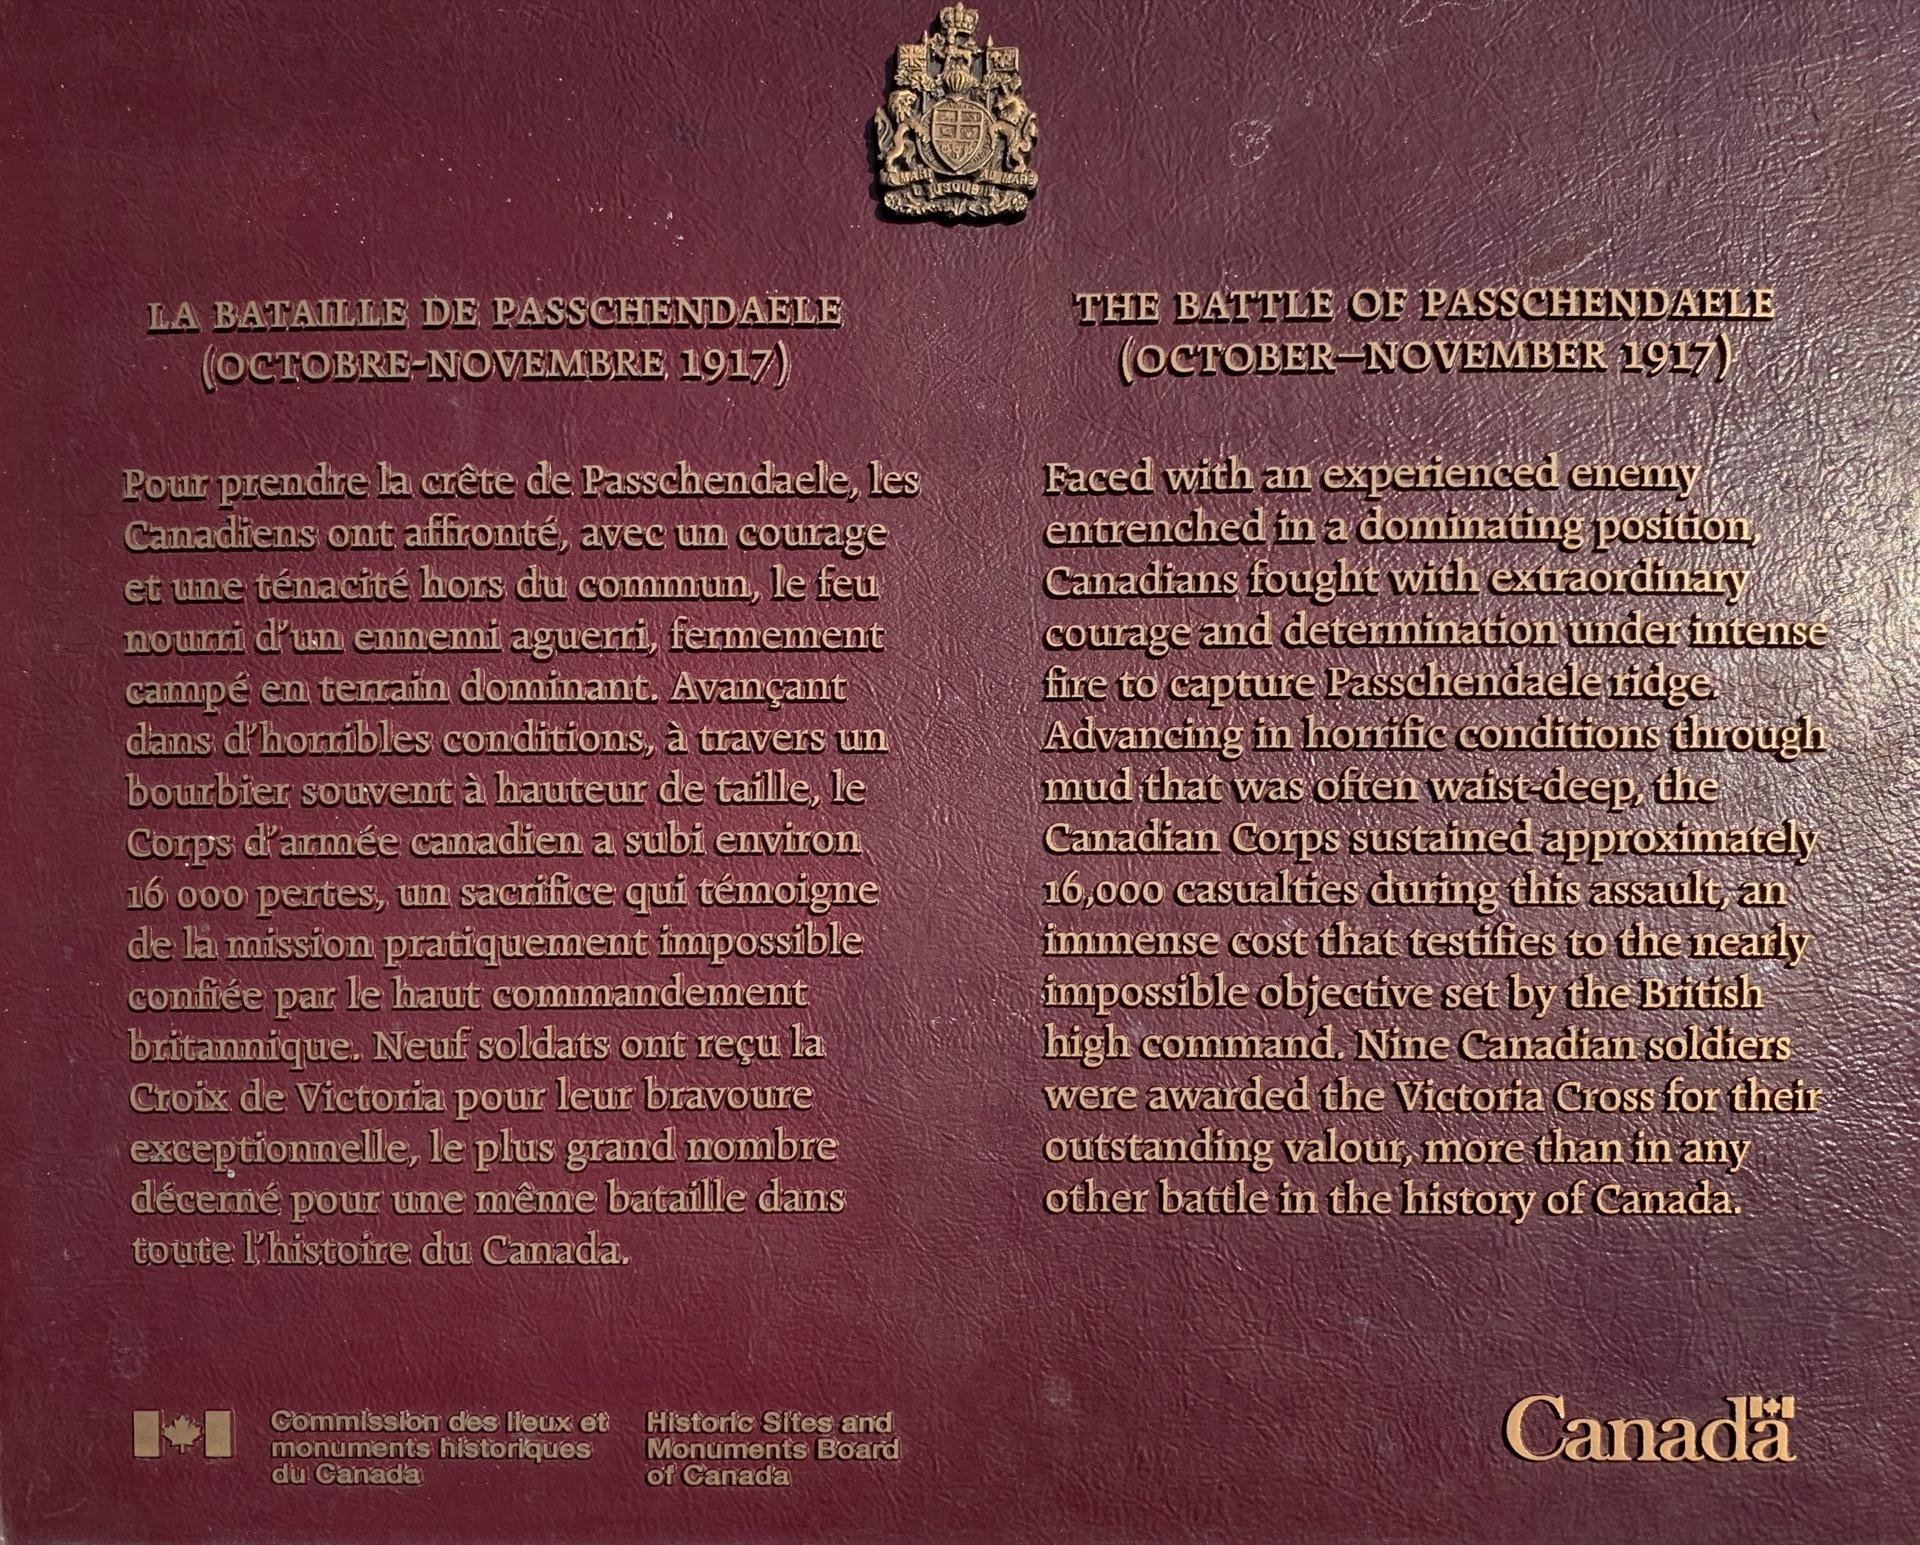 A MARI USQUE AD MARE
LA BATAILLE DE PASSCHENDAELE
(OCTOBRE-NOVEMBRE 1917)
Pour prendre la crête de Passchendaele, les
Canadiens ont affronté, avec un courage
et une ténacité hors du commun, le feu
nourri d'un ennemi aguerri, fermement
campé en terrain dominant. Avançant
dans d'horribles conditions, à travers un
bourbier souvent à hauteur de taille, le
Corps d'armée canadien a subi environ
16 000 pertes, un sacrifice qui témoigne
de la mission pratiquement impossible
confiée par le haut commandement
britannique. Neuf soldats ont reçu la
Croix de Victoria pour leur bravoure
exceptionnelle, le plus grand nombre
décerné pour une même bataille dans
toute l'histoire du Canada.
THE BATTLE OF PASSCHENDAELE
(OCTOBER–NOVEMBER 1917)
Faced with an experienced enemy
entrenched in a dominating position,
Canadians fought with extraordinary
courage and determination under intense
fire to capture Passchendaele ridge.
Advancing in horrific conditions through
mud that was often waist-deep, the
Canadian Corps sustained approximately
16,000 casualties during this assault, an
immense cost that testifies to the nearly
impossible objective set by the British
high command. Nine Canadian soldiers
were awarded the Victoria Cross for their
outstanding valour, more than in any
other battle in the history of Canada.
Commission des lieux et
monuments historiques
du Canada
Historic Sites and
Monuments Board
of Canada
Canada